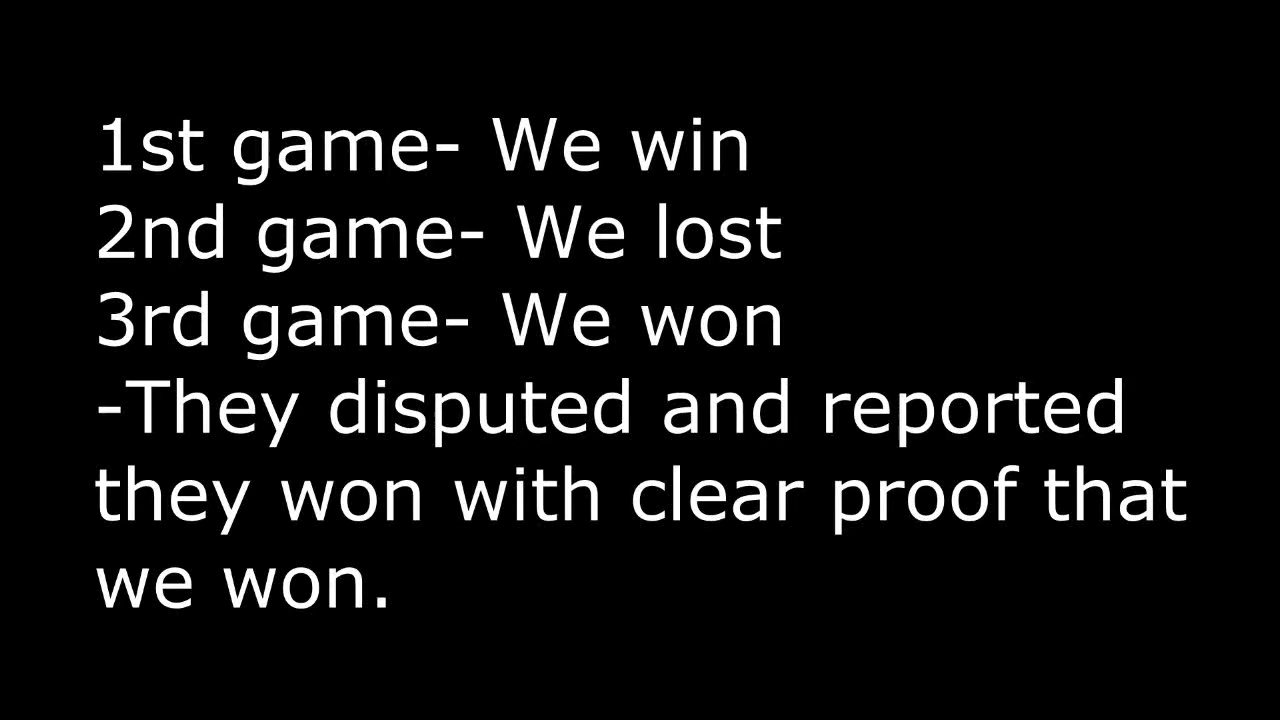 1st game- We win
2nd game- We lost
3rd game- We won
-They disputed and reported
they won with clear proof that
we won.